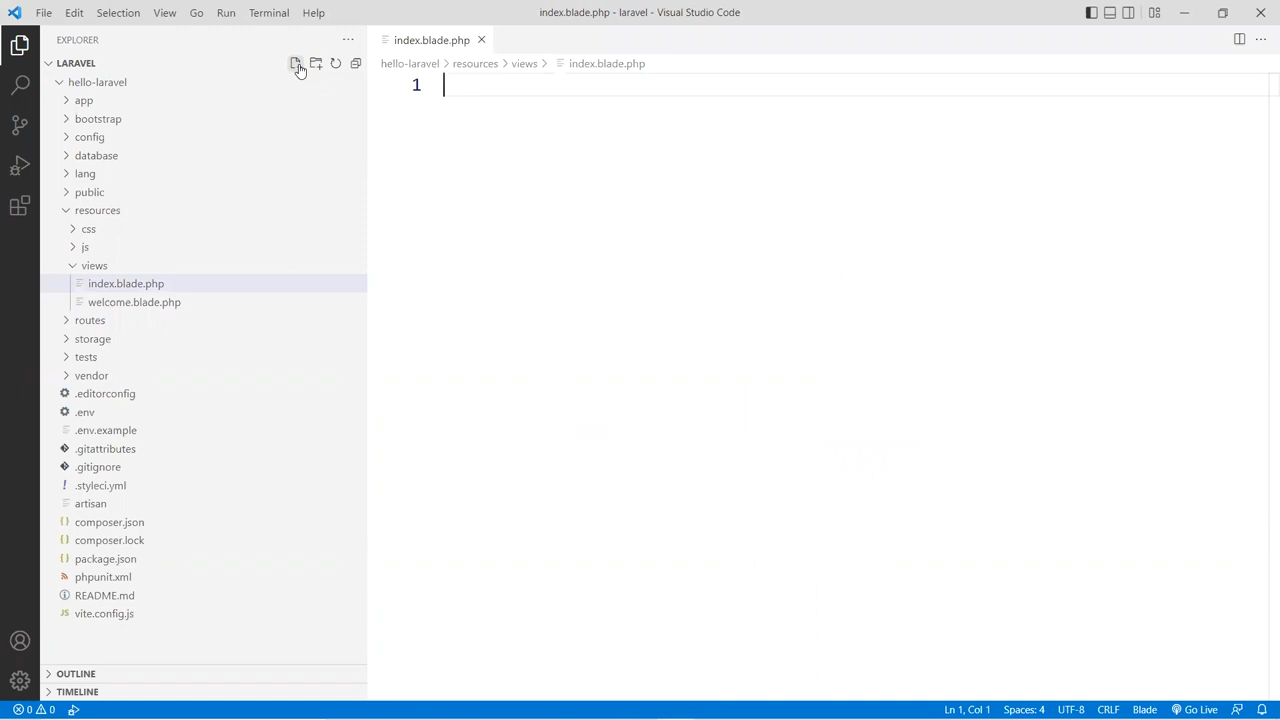 File Edit Selection View Go Run Terminal Help
index.blade.php - laravel - Visual Studio Code
EXPLORER
LARAVEL
hello-laravel
app
bootstrap
config
database
lang
public
resources
css
js
views
index.blade.php
welcome.blade.php
routes
storage
tests
vendor
.editorconfig
.env
.env.example
.gitattributes
.gitignore
.styleci.yml
artisan
composer.json
composer.lock
package.json
phpunit.xml
README.md
JS vite.config.js
OUTLINE
TIMELINE
index.blade.php
hello-laravel > resources > views > index.blade.php
1
0 0
Ln 1, Col 1 Spaces: 4 UTF-8 CRLF Blade Go Live